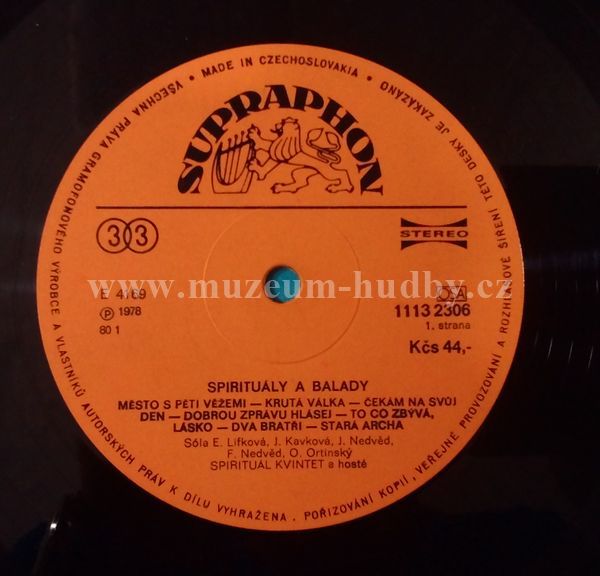 VŠECHNA PRÁVA GRAMOFONOVÉHO VÝROBCE A VLASTNÍKŮ AUTORSKÝCH PRÁV K DÍLU VYHRAŽENA. POŘIZOVÁNÍ KOPIÍ, VEŘEJNÉ PROVOZOVÁNÍ A ROZHLASOVÉ ŠÍŘENÍ TÉTO DESKY JE ZAKÁZÁNO
• MADE IN CZECHOSLOVAKIA •
SUPRAPHON
33
STEREO
www.muzeum-hudby.cz
E 4169
OSA
Ⓟ 1978
1113 2306
80 1
1. strana
Kčs 44,-
SPIRITUÁLY A BALADY
MĚSTO S PĚTI VĚŽEMI — KRUTÁ VÁLKA — ČEKÁM NA SVŮJ
DEN — DOBROU ZPRÁVU HLÁSEJ — TO CO ZBÝVÁ,
LÁSKO — DVA BRATŘI — STARÁ ARCHA
Sóla E. Lifková, J. Kavková, J. Nedvěd,
F. Nedvěd, O. Ortinský
SPIRITUÁL KVINTET a hosté